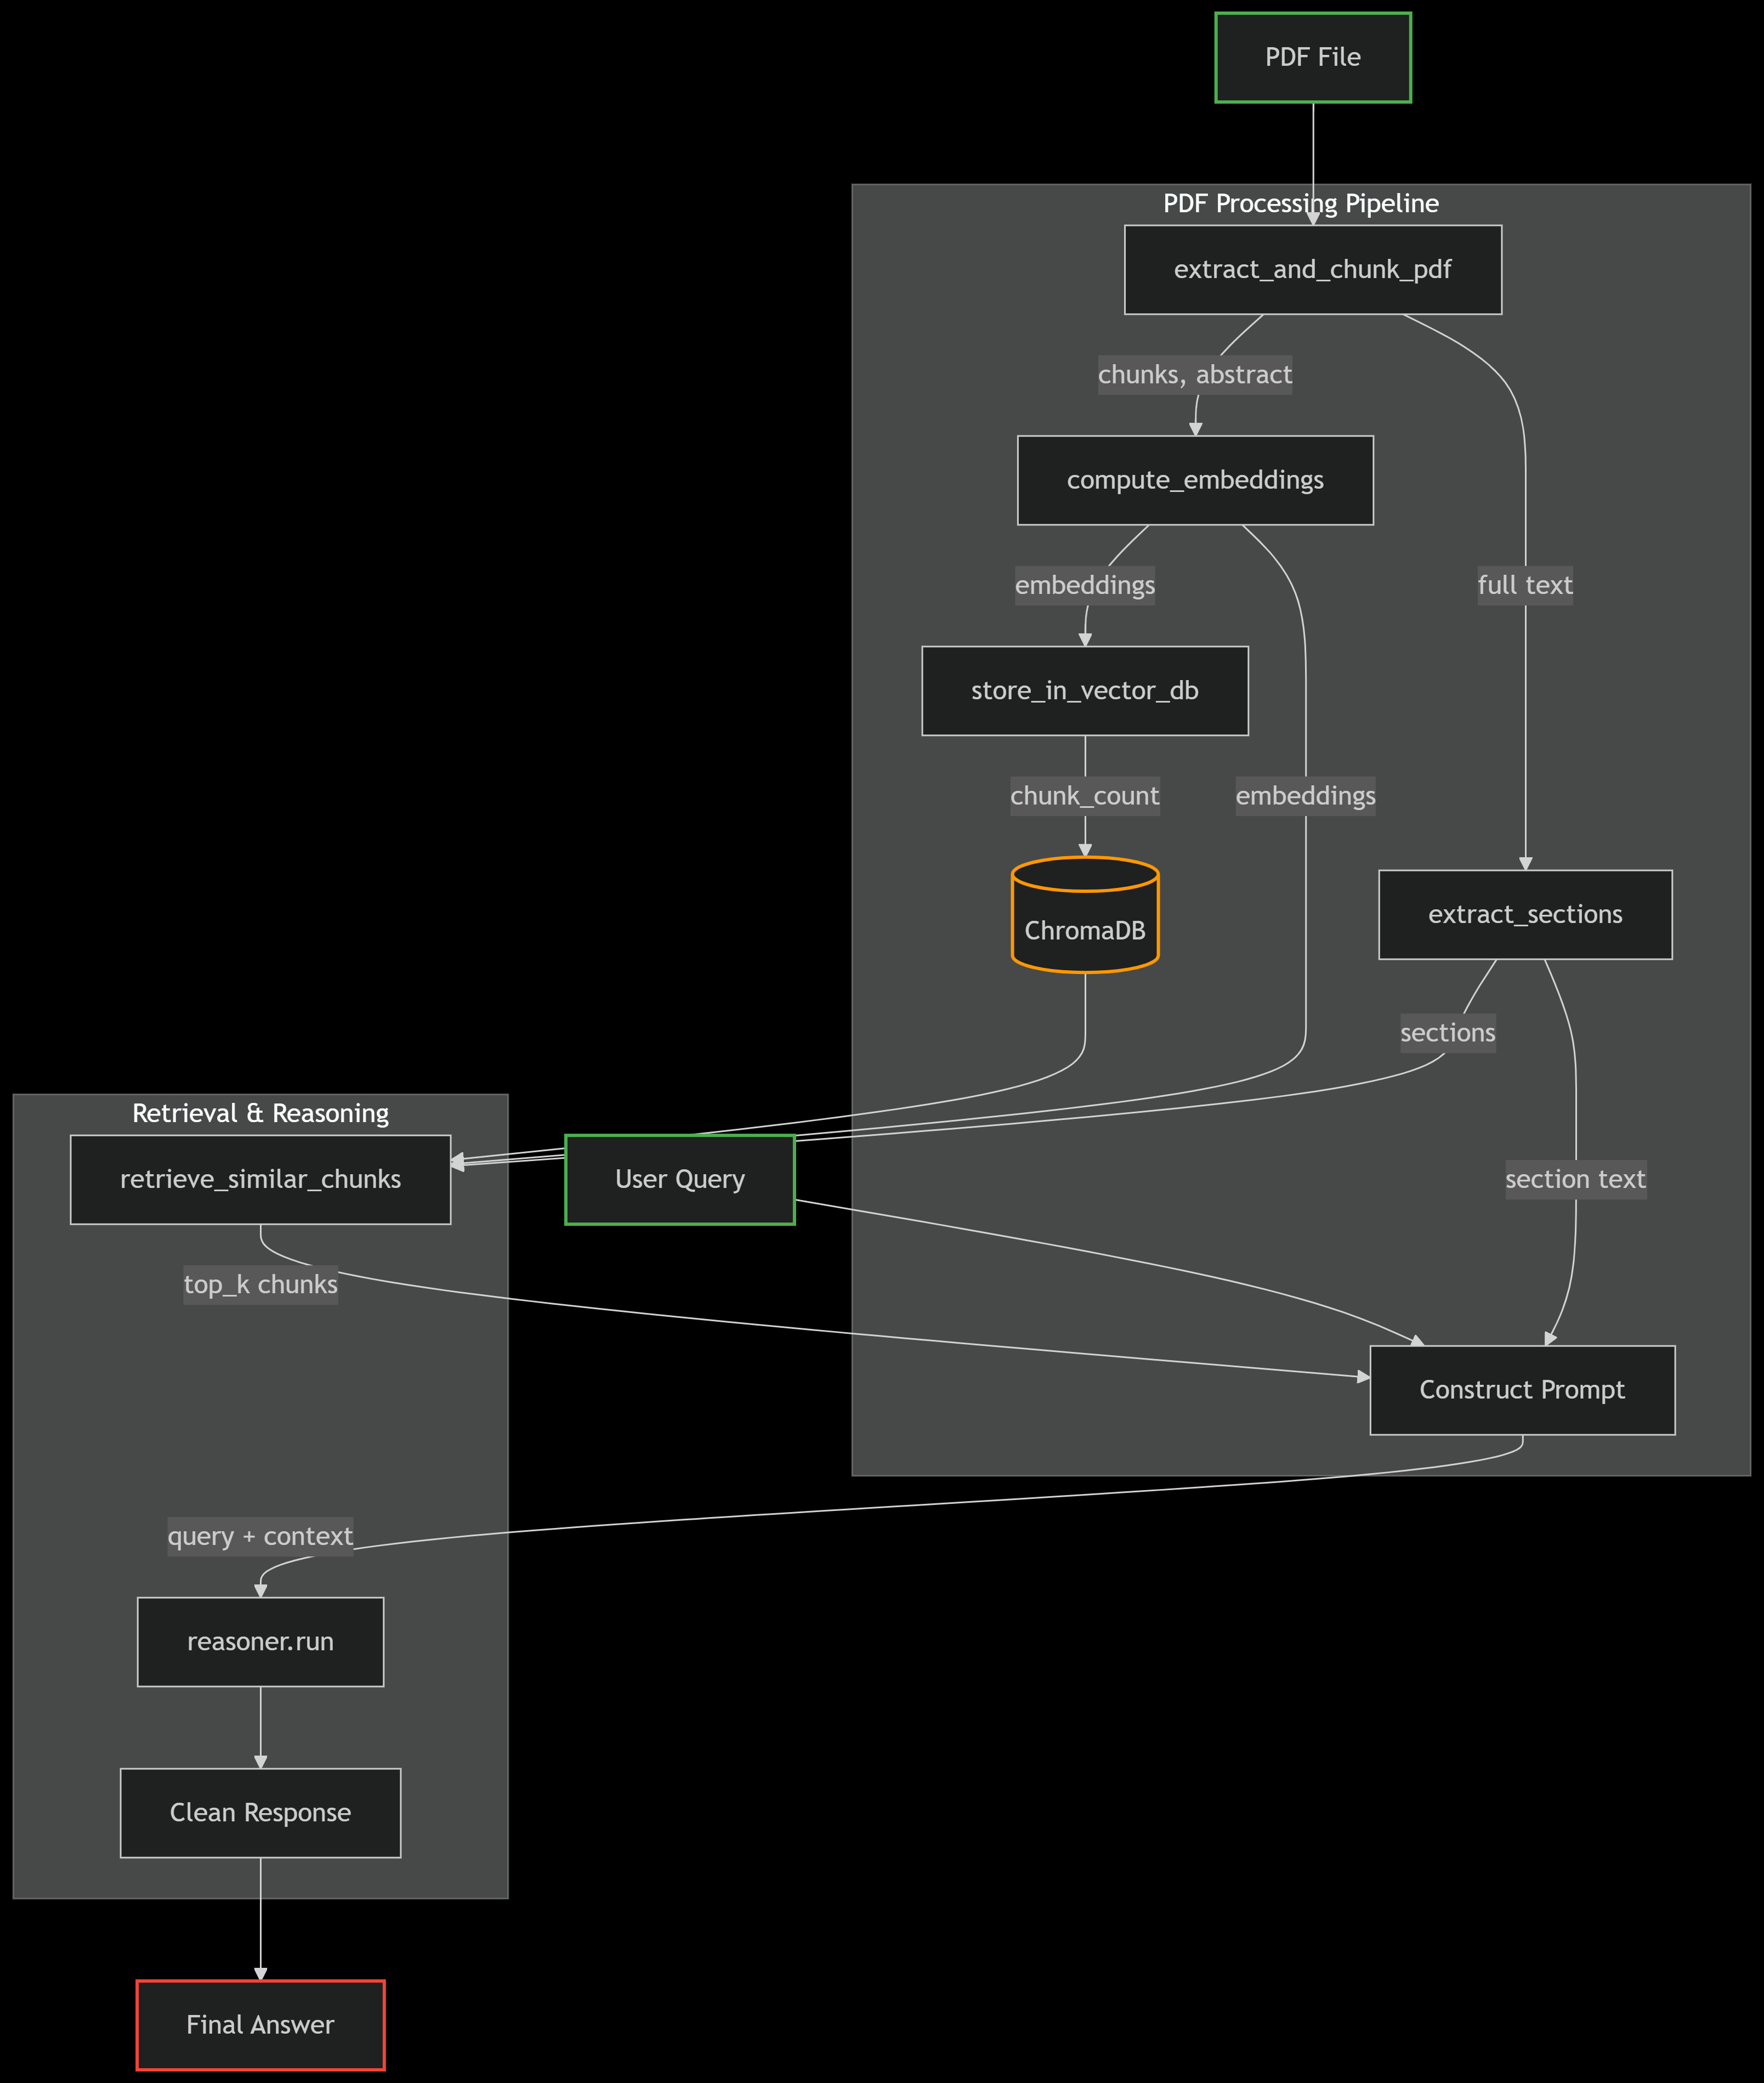 PDF File
PDF Processing Pipeline
extract_and_chunk_pdf
chunks, abstract
compute_embeddings
embeddings
full text
store_in_vector_db
chunk_count
embeddings
ChromaDB
extract_sections
sections
Retrieval & Reasoning
retrieve_similar_chunks
User Query
section text
top_k chunks
Construct Prompt
query + context
reasoner.run
Clean Response
Final Answer